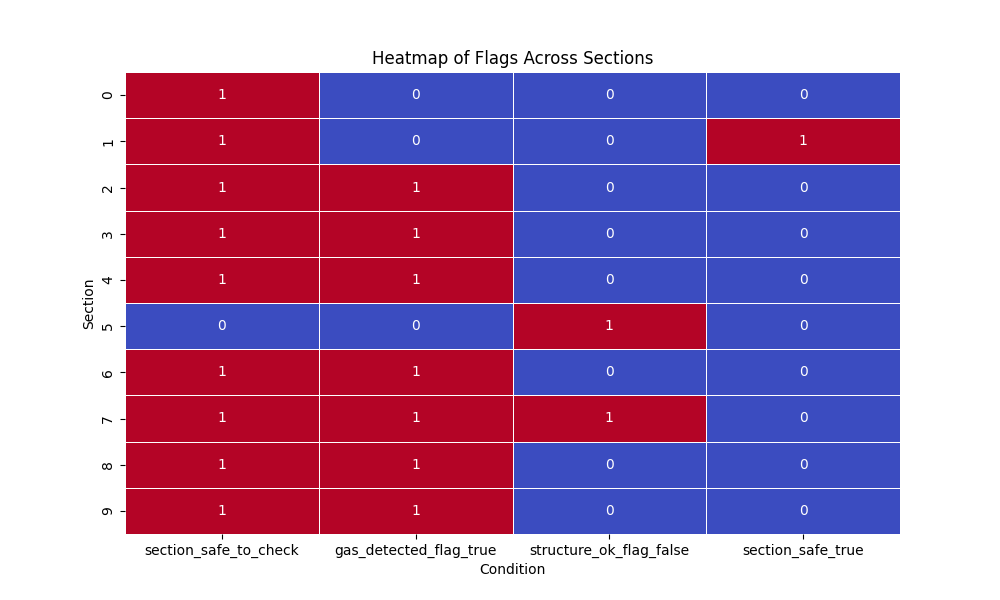 Heatmap of Flags Across Sections
Section
0 1 0 0 0
1 1 0 0 1
2 1 1 0 0
3 1 1 0 0
4 1 1 0 0
5 0 0 1 0
6 1 1 0 0
7 1 1 1 0
8 1 1 0 0
9 1 1 0 0
section_safe_to_check gas_detected_flag_true structure_ok_flag_false section_safe_true
Condition